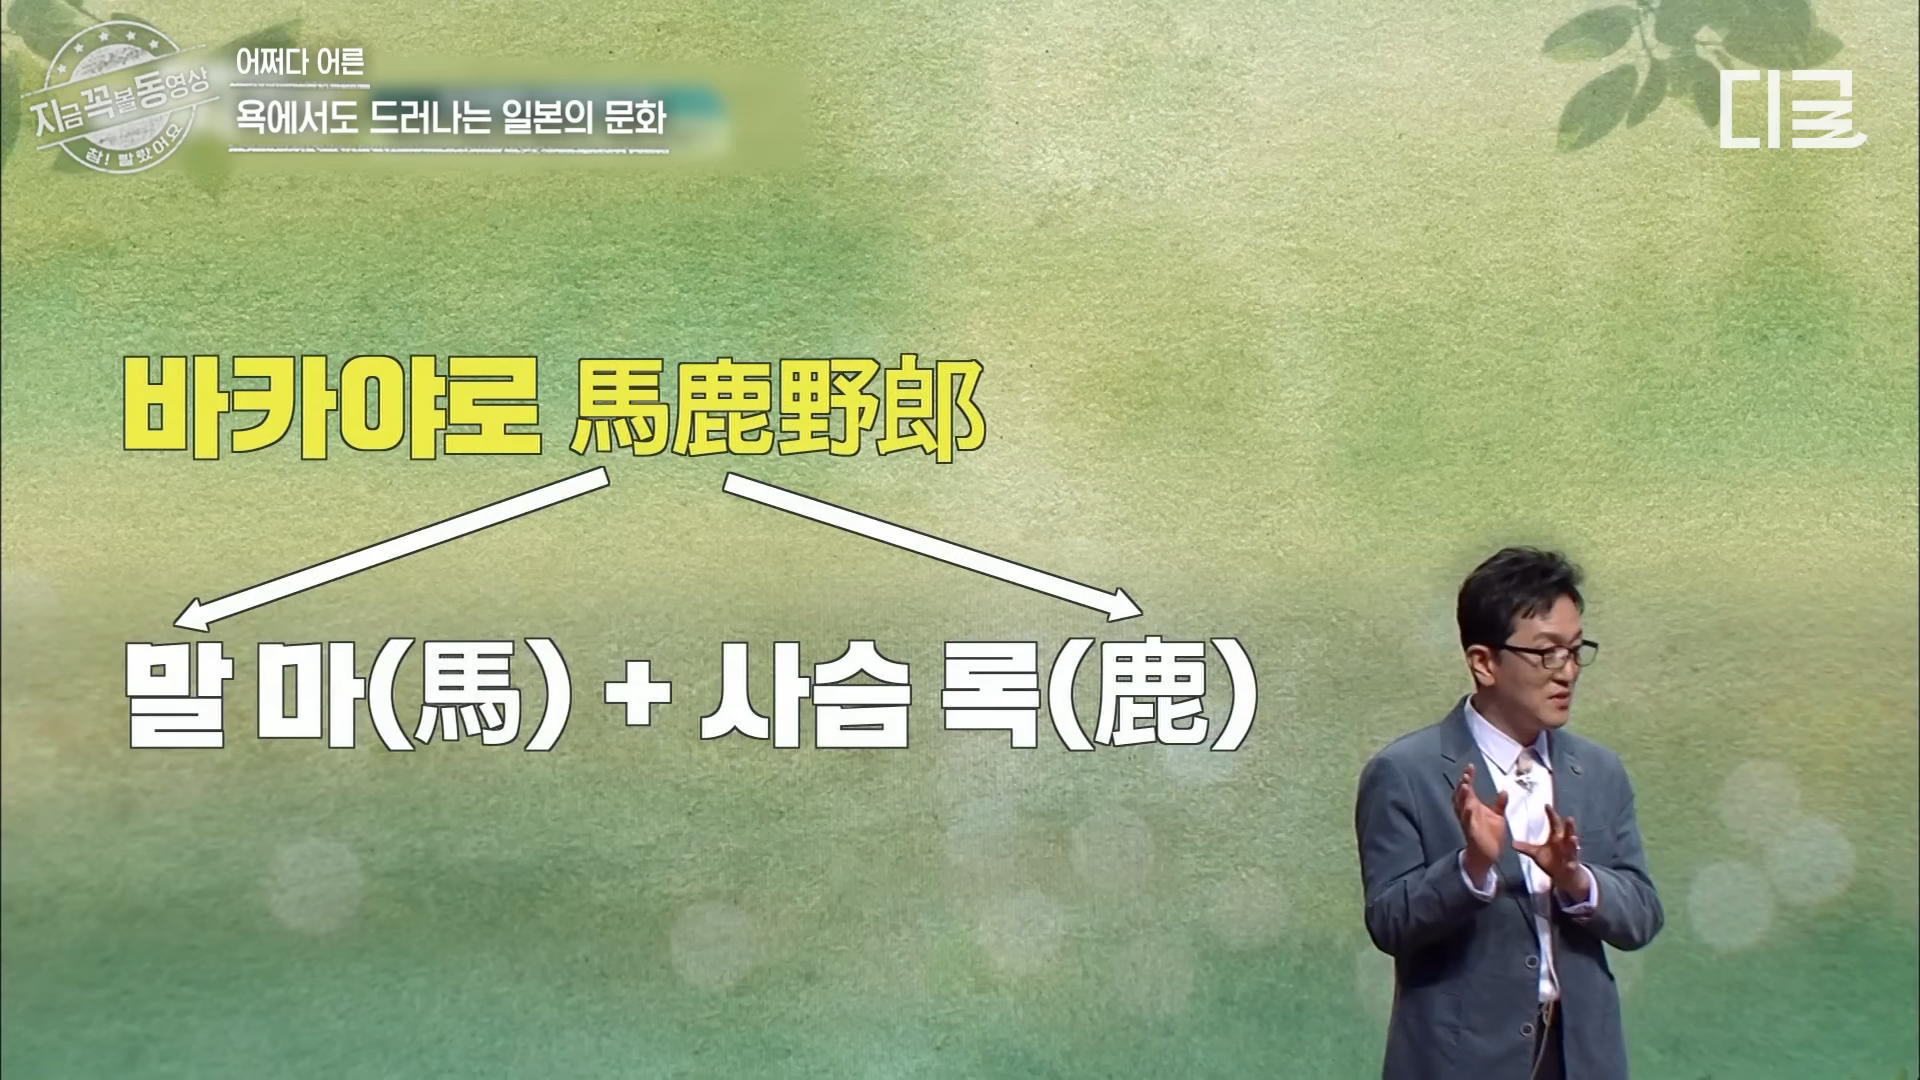 지금 꼭 볼 동영상
참! 잘랐어요
어쩌다 어른
욕에서도 드러나는 일본의 문화
디글
바카야로 馬鹿野郎
말 마(馬) + 사슴 록(鹿)